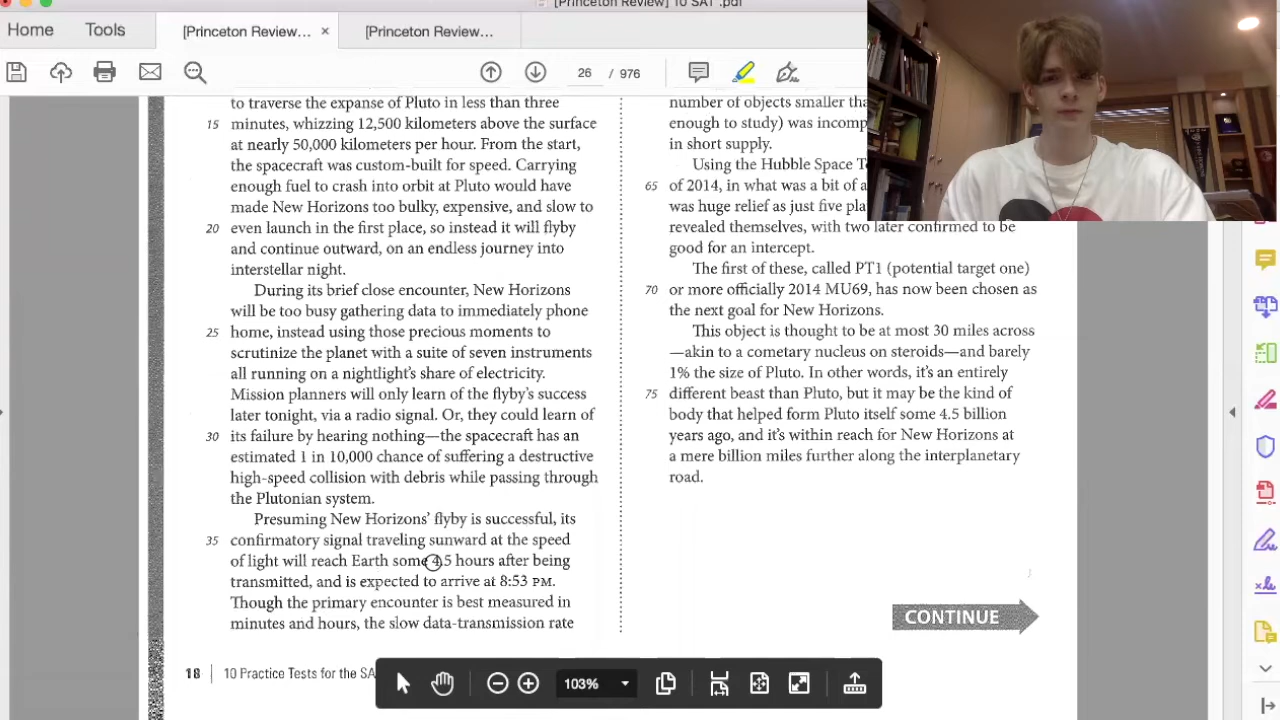 [Princeton Review] 10 SAT .pdf
Home
Tools
[Princeton Review...
×
[Princeton Review...
26 / 976
to traverse the expanse of Pluto in less than three
15 minutes, whizzing 12,500 kilometers above the surface
at nearly 50,000 kilometers per hour. From the start,
the spacecraft was custom-built for speed. Carrying
enough fuel to crash into orbit at Pluto would have
made New Horizons too bulky, expensive, and slow to
20 even launch in the first place, so instead it will flyby
and continue outward, on an endless journey into
interstellar night.
During its brief close encounter, New Horizons
will be too busy gathering data to immediately phone
25 home, instead using those precious moments to
scrutinize the planet with a suite of seven instruments
all running on a nightlight's share of electricity.
Mission planners will only learn of the flyby's success
later tonight, via a radio signal. Or, they could learn of
30 its failure by hearing nothing—the spacecraft has an
estimated 1 in 10,000 chance of suffering a destructive
high-speed collision with debris while passing through
the Plutonian system.
Presuming New Horizons' flyby is successful, its
35 confirmatory signal traveling sunward at the speed
of light will reach Earth some 4.5 hours after being
transmitted, and is expected to arrive at 8:53 PM.
Though the primary encounter is best measured in
minutes and hours, the slow data-transmission rate
number of objects smaller
enough to study) was
in short supply.
Using the Hubble Space
65 of 2014, in what was a bit of a
was huge relief as just five
revealed themselves, with two later confirmed to be
good for an intercept.
The first of these, called PT1 (potential target one)
70 or more officially 2014 MU69, has now been chosen as
the next goal for New Horizons.
This object is thought to be at most 30 miles across
—akin to a cometary nucleus on steroids—and barely
1% the size of Pluto. In other words, it's an entirely
75 different beast than Pluto, but it may be the kind of
body that helped form Pluto itself some 4.5 billion
years ago, and it's within reach for New Horizons at
a mere billion miles further along the interplanetary
road.
CONTINUE
18 | 10 Practice Tests for the
103%